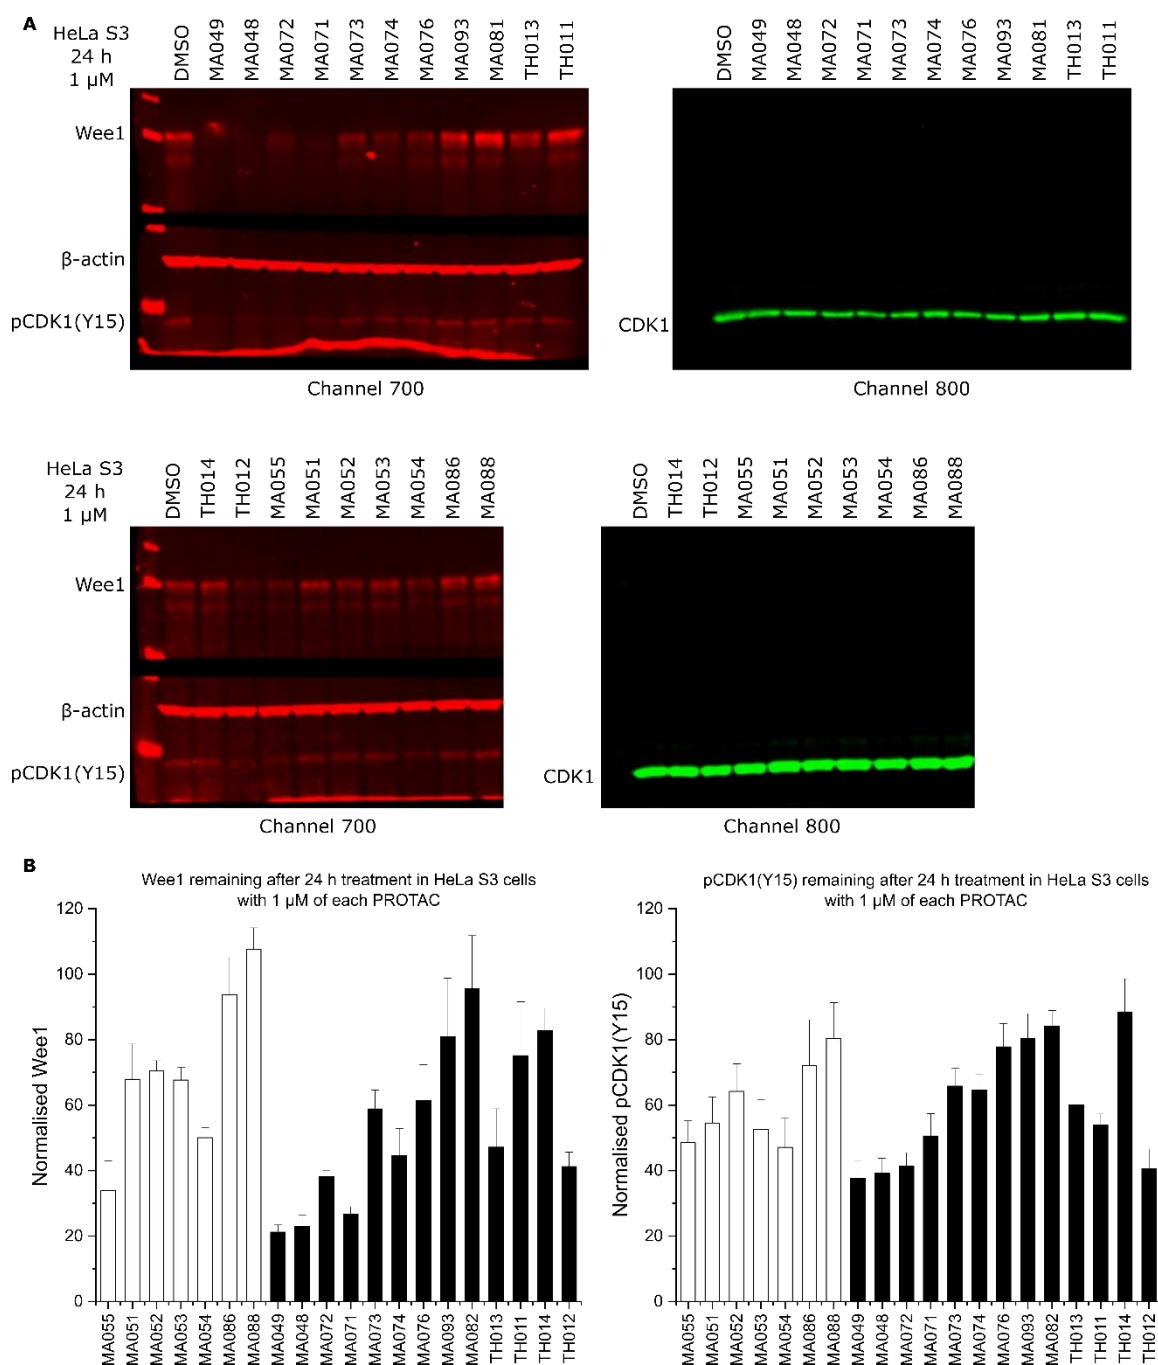 A
HeLa S3
24 h
1 µM
DMSO
MA049
MA048
MA072
MA071
MA073
MA074
MA076
MA093
MA081
TH013
TH011
Wee1
β-actin
pCDK1(Y15)
Channel 700
DMSO
MA049
MA048
MA072
MA071
MA073
MA074
MA076
MA093
MA081
TH013
TH011
CDK1
Channel 800
HeLa S3
24 h
1 µM
DMSO
TH014
TH012
MA055
MA051
MA052
MA053
MA054
MA086
MA088
Wee1
β-actin
pCDK1(Y15)
Channel 700
DMSO
TH014
TH012
MA055
MA051
MA052
MA053
MA054
MA086
MA088
CDK1
Channel 800
B
Wee1 remaining after 24 h treatment in HeLa S3 cells
with 1 µM of each PROTAC
Normalised Wee1
120
100
80
60
40
20
0
MA055
MA051
MA052
MA053
MA054
MA086
MA088
MA049
MA048
MA072
MA071
MA073
MA074
MA076
MA093
MA082
TH013
TH011
TH014
TH012
pCDK1(Y15) remaining after 24 h treatment in HeLa S3 cells
with 1 µM of each PROTAC
Normalised pCDK1(Y15)
120
100
80
60
40
20
0
MA055
MA051
MA052
MA053
MA054
MA086
MA088
MA049
MA048
MA072
MA071
MA073
MA074
MA076
MA093
MA082
TH013
TH011
TH014
TH012